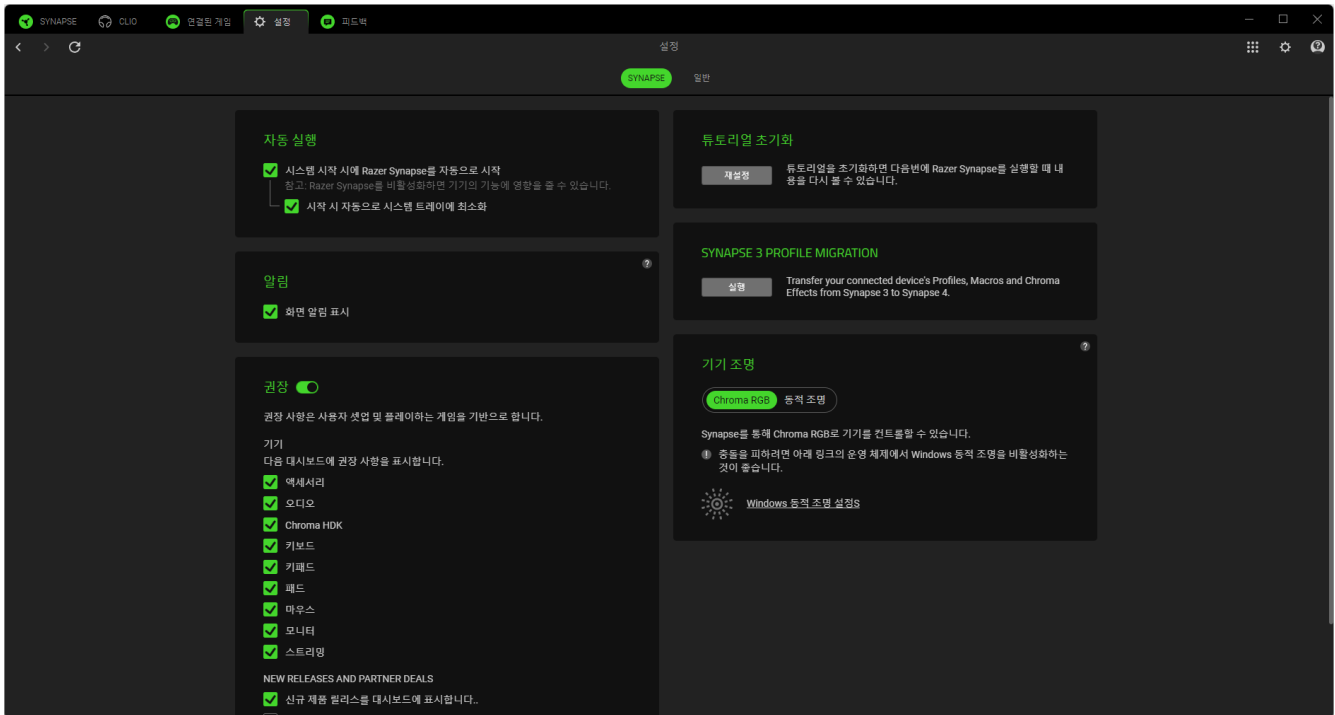 SYNAPSE
CLIO
연결된 게임
설정
피드백
설정
SYNAPSE
일반
자동 실행
시스템 시작 시에 Razer Synapse를 자동으로 시작
참고: Razer Synapse를 비활성화하면 기기의 기능에 영향을 줄 수 있습니다.
시작 시 자동으로 시스템 트레이에 최소화
알림
화면 알림 표시
권장
권장 사항은 사용자 셋업 및 플레이하는 게임을 기반으로 합니다.
기기
다음 대시보드에 권장 사항을 표시합니다.
액세서리
오디오
Chroma HDK
키보드
키패드
패드
마우스
모니터
스트리밍
NEW RELEASES AND PARTNER DEALS
신규 제품 릴리스를 대시보드에 표시합니다..
튜토리얼 초기화
재설정
튜토리얼을 초기화하면 다음번에 Razer Synapse를 실행할 때 내
용을 다시 볼 수 있습니다.
SYNAPSE 3 PROFILE MIGRATION
실행
Transfer your connected device's Profiles, Macros and Chroma
Effects from Synapse 3 to Synapse 4.
기기 조명
Chroma RGB
동적 조명
Synapse를 통해 Chroma RGB로 기기를 컨트롤할 수 있습니다.
충돌을 피하려면 아래 링크의 운영 체제에서 Windows 동적 조명을 비활성화하는
것이 좋습니다.
Windows 동적 조명 설정S